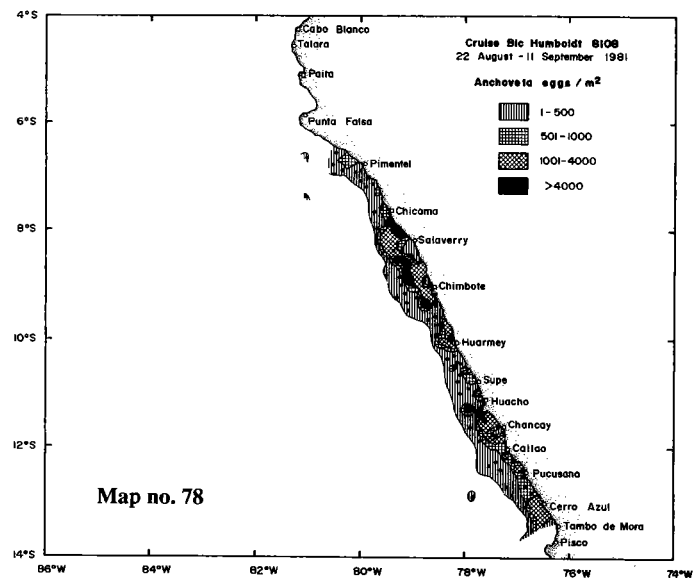 4°S
Cabo Blanco
Talara
Cruise Bic Humboldt 8108
22 August - 11 September 1981
Paita
Anchoveta eggs / m²
1-500
6°S
Punta Falsa
501-1000
1001-4000
Pimentel
>4000
8°S
Chicama
Salaverry
Chimbote
10°S
Huarmey
Supe
Huacho
Chancay
12°S
Callao
Pucusana
Map no. 78
Cerro Azul
Tambo de Mora
Pisco
14°S
86°W
84°W
82°W
80°W
78°W
76°W
74°W